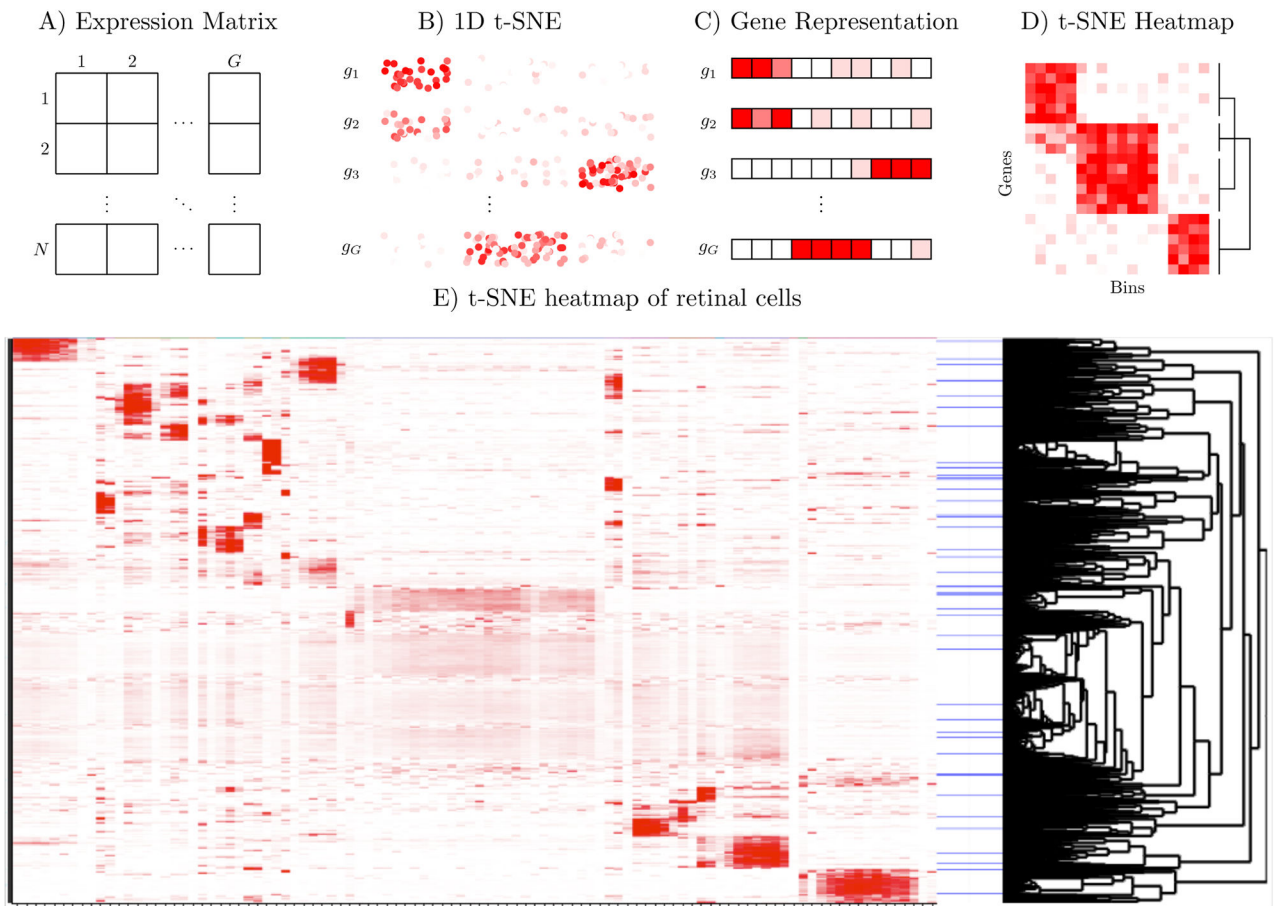 A) Expression Matrix
B) 1D t-SNE
C) Gene Representation
D) t-SNE Heatmap
1 2 G
1
2
N
g1
g2
g3
gG
g1
g2
g3
gG
Genes
Bins
E) t-SNE heatmap of retinal cells